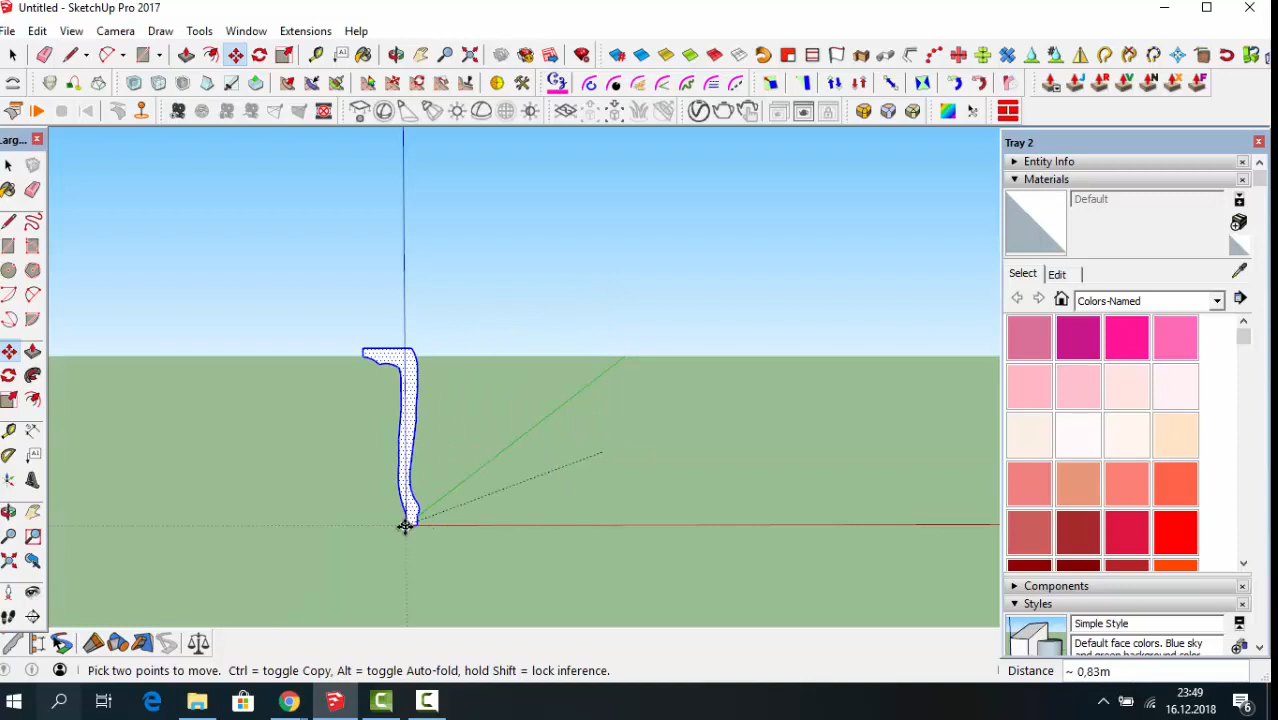 Untitled - SketchUp Pro 2017
File Edit View Camera Draw Tools Window Extensions Help
Larg...
Tray 2
Entity Info
Materials
Default
Select Edit
Colors-Named
Components
Styles
Simple Style
Default face colors. Blue sky
Pick two points to move. Ctrl = toggle Copy, Alt = toggle Auto-fold, hold Shift = lock inference.
Distance ~ 0,83m
23:49
16.12.2018
6